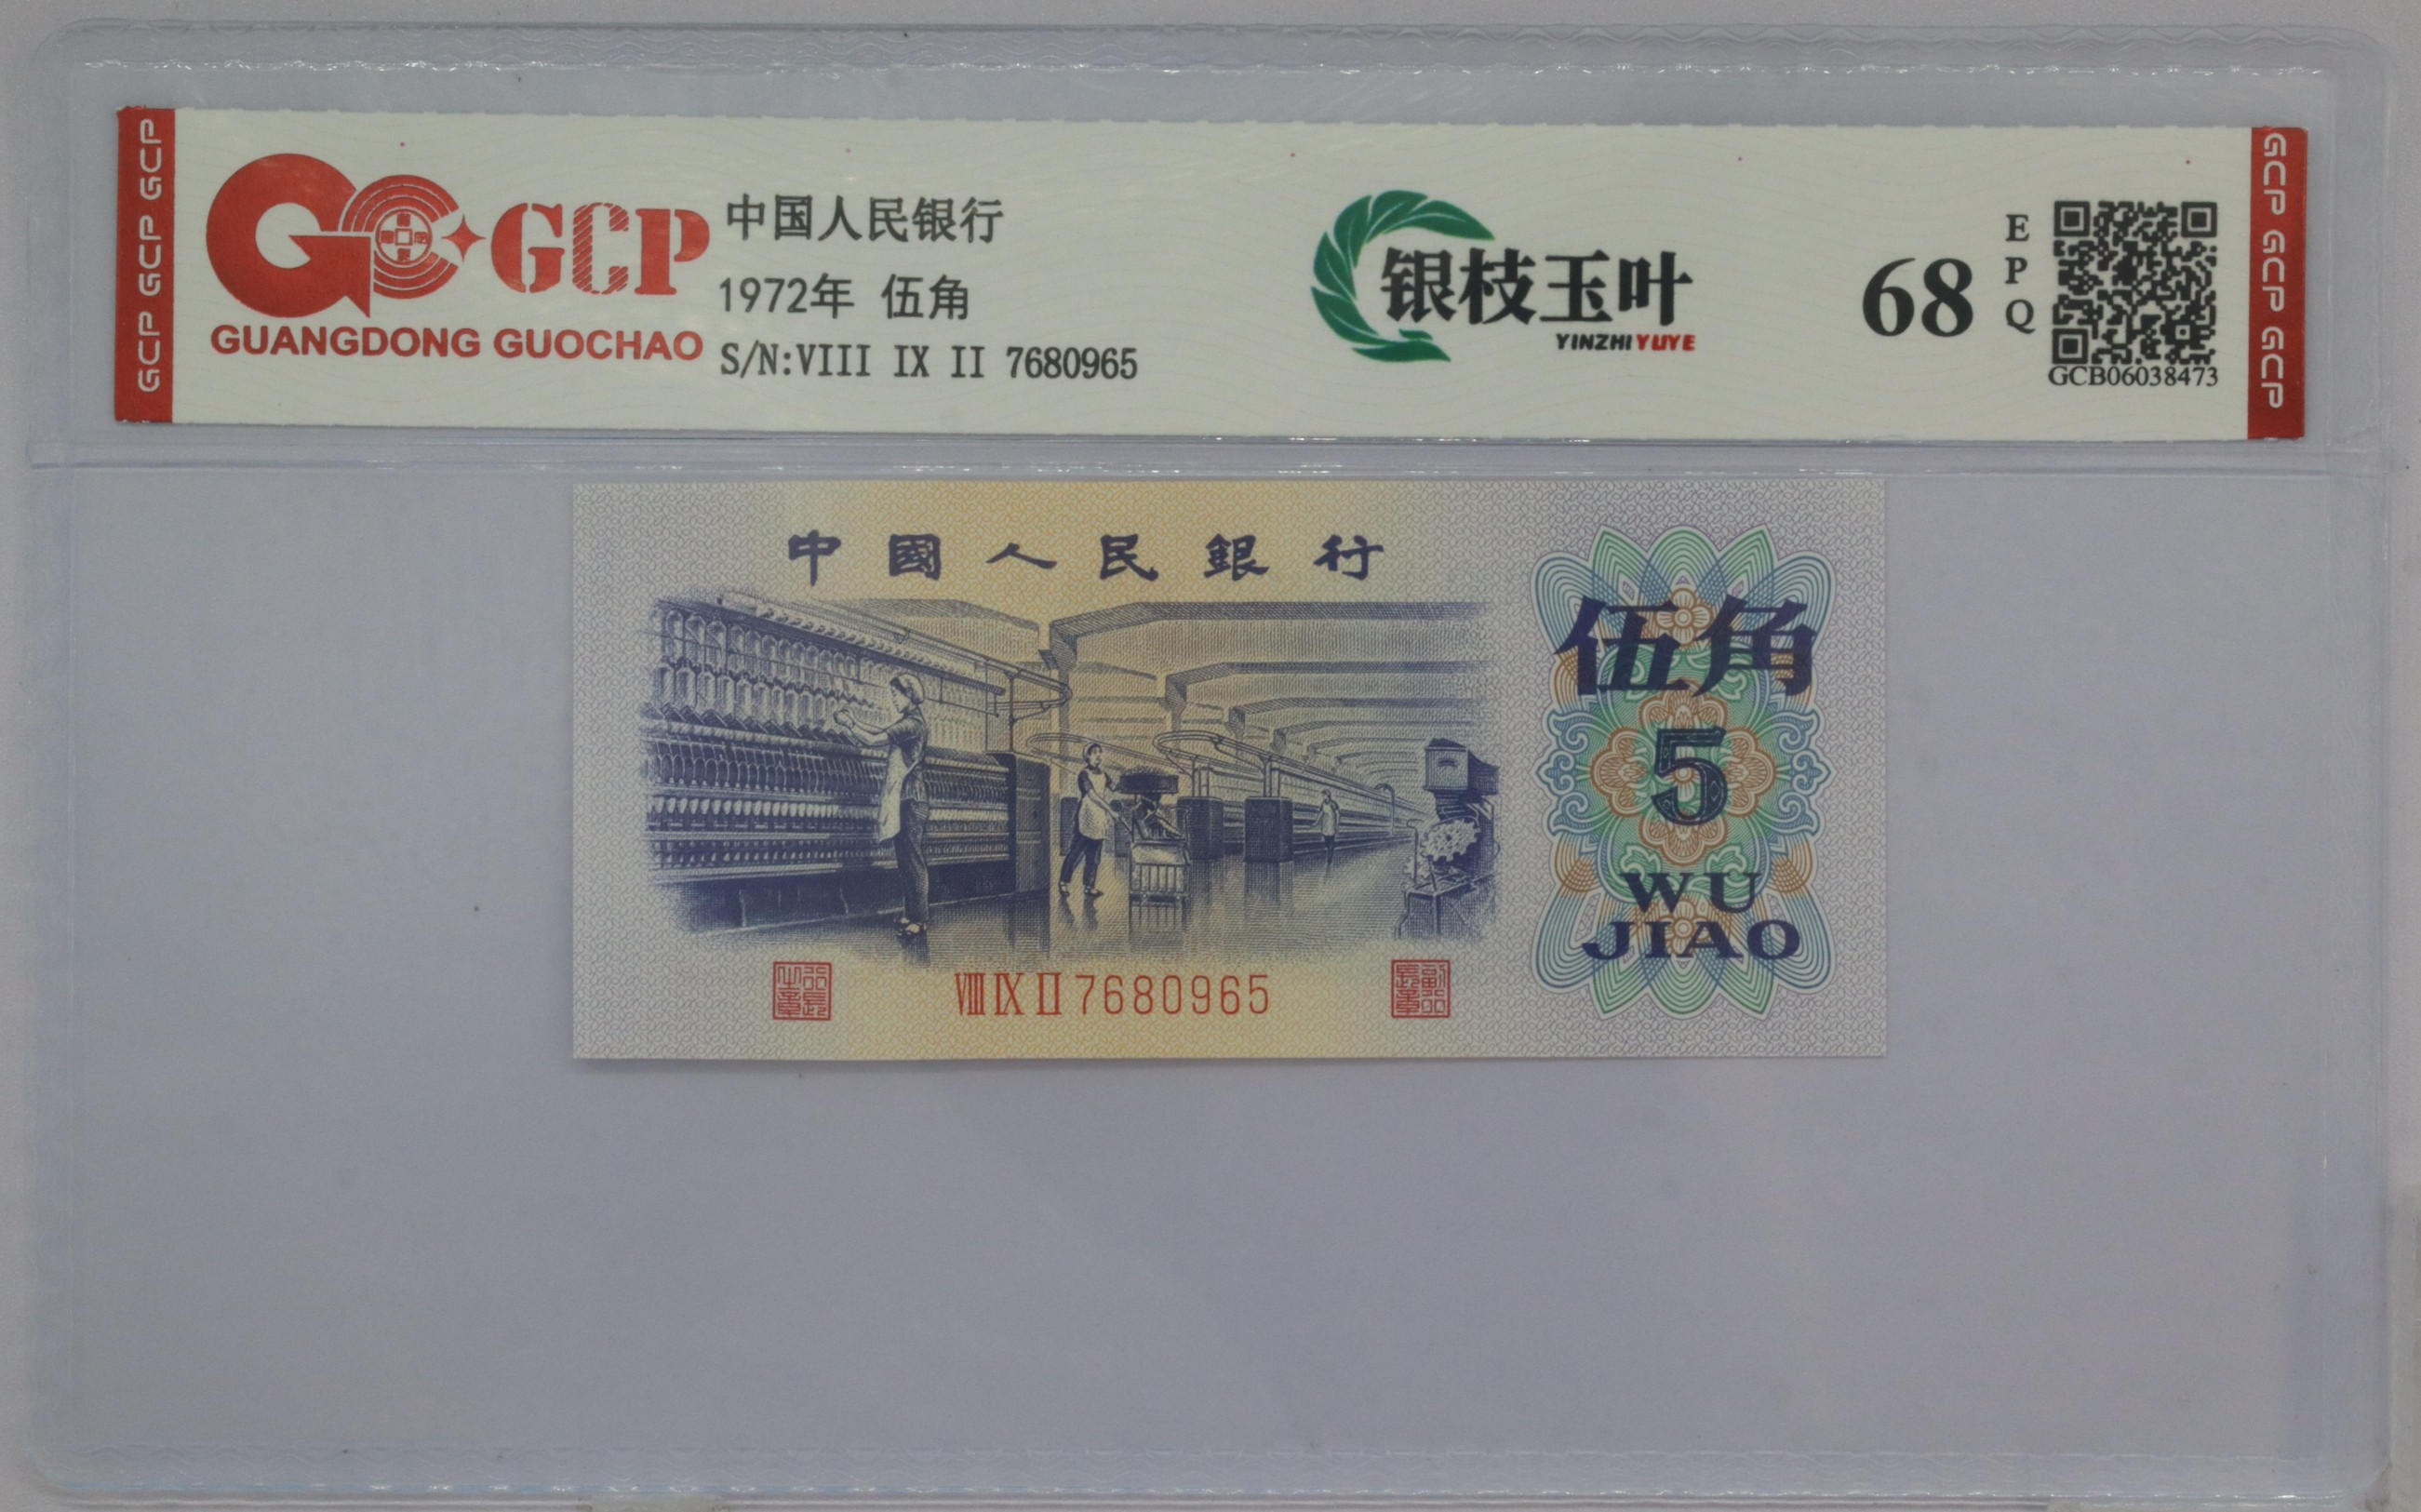 GCP GCP GCP
GCP
GUANGDONG GUOCHAO
中国人民银行
1972年 伍角
S/N:VIII IX II 7680965
银枝玉叶
YINZHI YUYE
68
EPQ
GCB06038473
GCP GCP GCP
中國人民銀行
伍角
5
WU
JIAO
VIII IX II 7680965